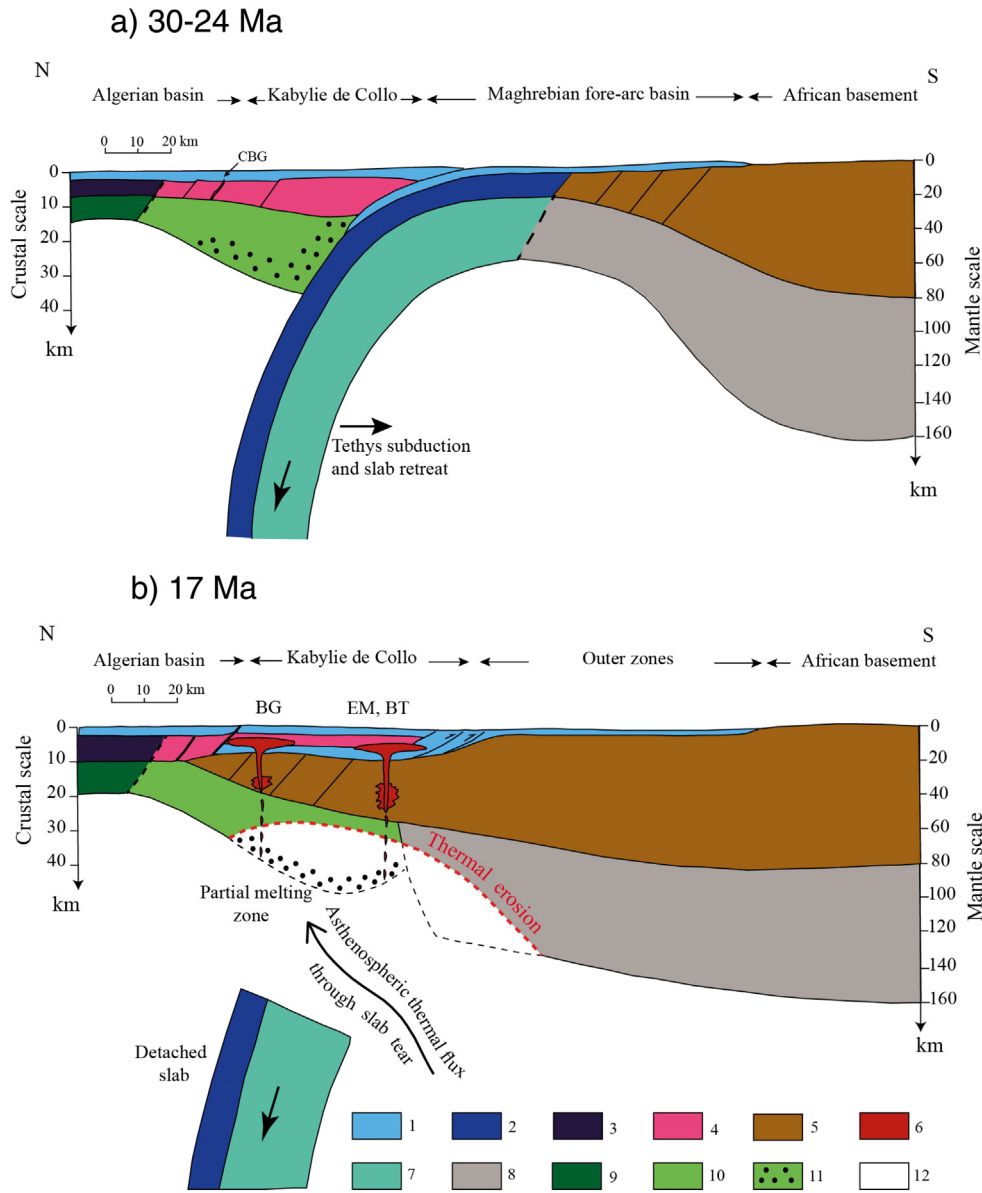 a) 30-24 Ma
N
S
Algerian basin
Kabylie de Collo
Maghrebian fore-arc basin
African basement
0 10 20 km
CBG
0
10
20
30
40
Crustal scale
km
0
20
40
60
80
100
120
140
160
Mantle scale
km
Tethys subduction
and slab retreat
b) 17 Ma
N
S
Algerian basin
Kabylie de Collo
Outer zones
African basement
0 10 20 km
BG
EM, BT
0
10
20
30
40
Crustal scale
km
0
20
40
60
80
100
120
140
160
Mantle scale
km
Thermal erosion
Partial melting
zone
Asthenospheric thermal flux
through slab tear
Detached
slab
1 2 3 4 5 6
7 8 9 10 11 12